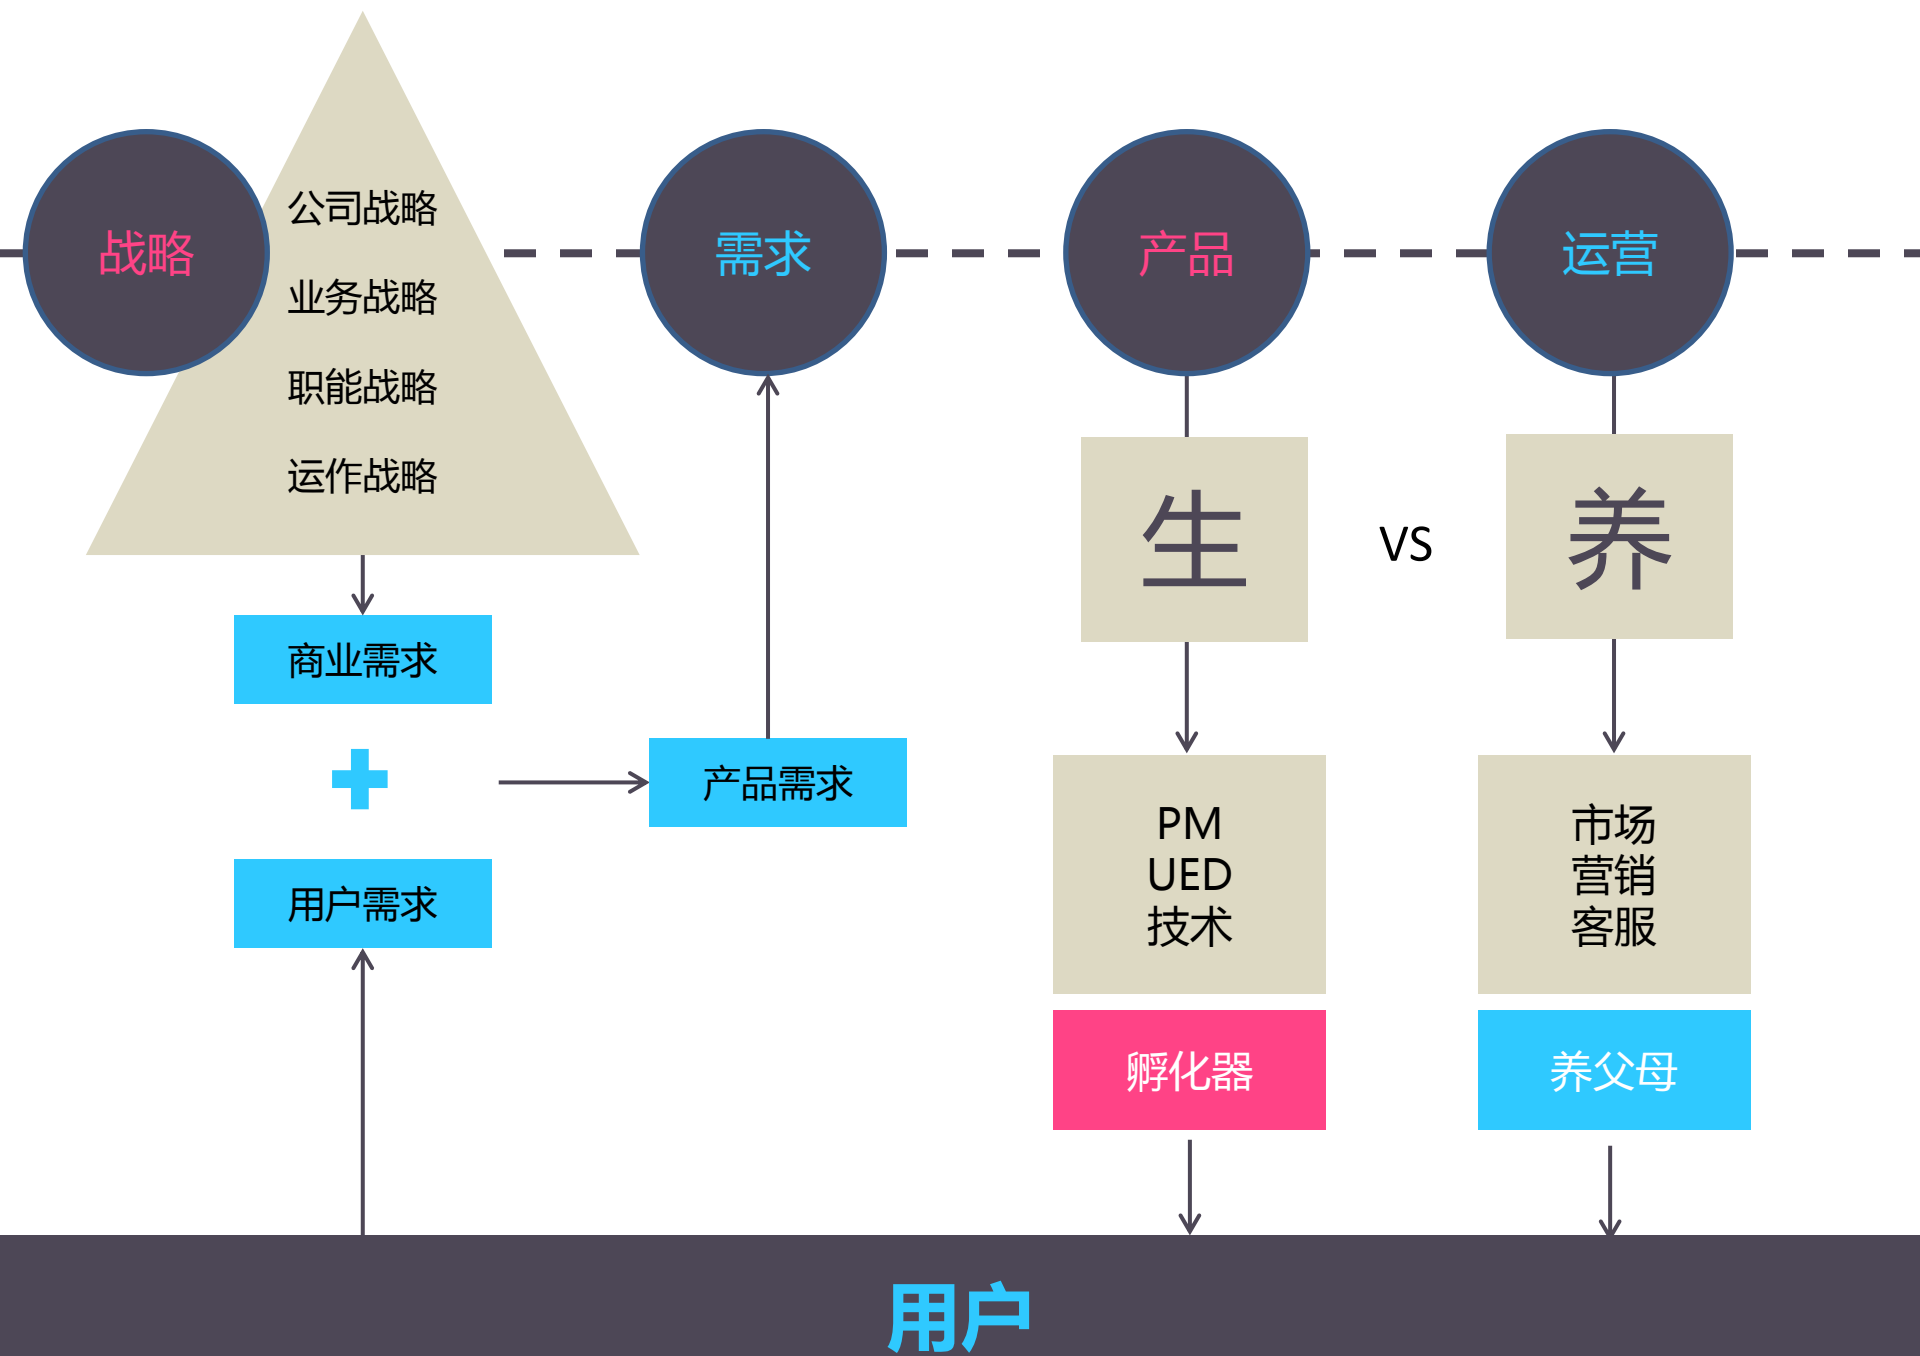 战略
公司战略
业务战略
职能战略
运作战略
需求
产品
运营
生
VS
养
商业需求
产品需求
用户需求
PM
UED
技术
市场
营销
客服
孵化器
养父母
用户